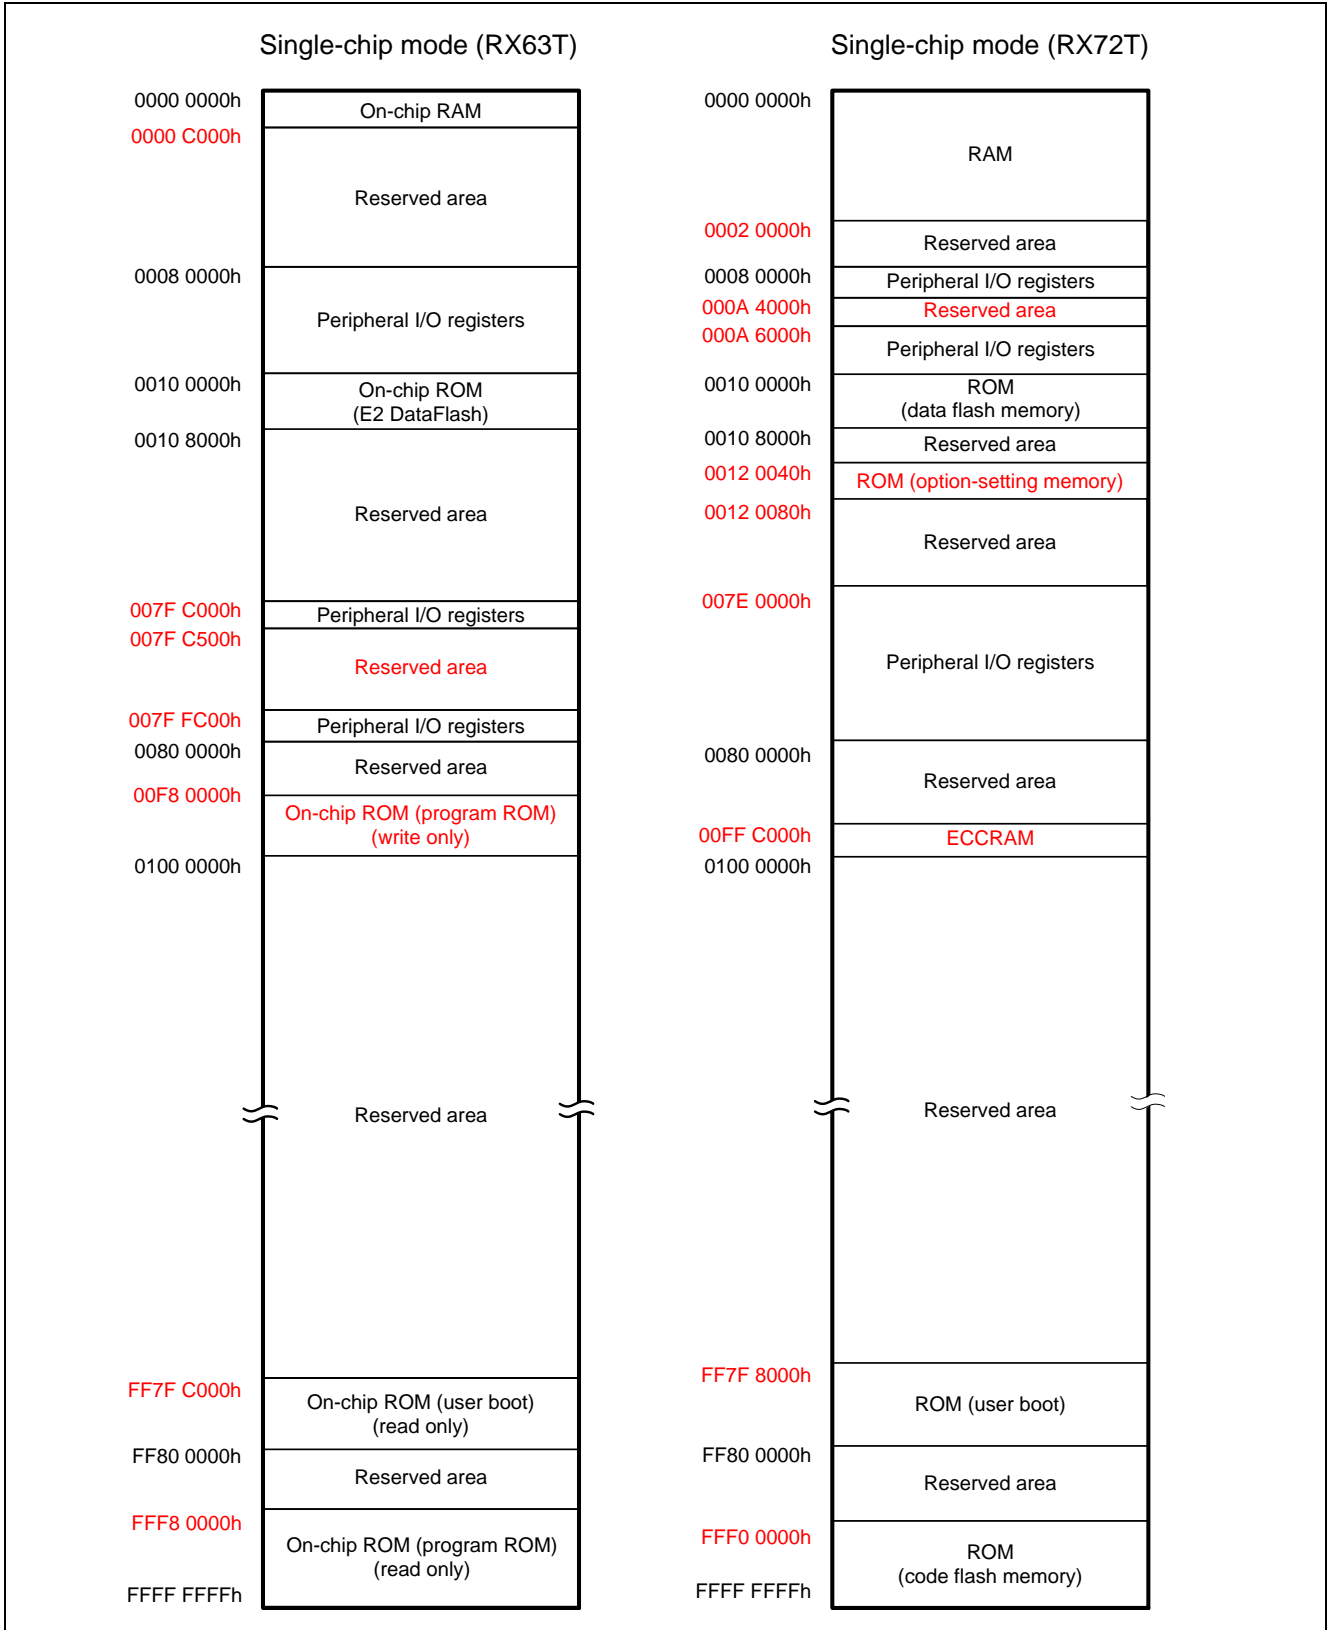 Single-chip mode (RX63T)
0000 0000h
On-chip RAM
0000 C000h
Reserved area
0008 0000h
Peripheral I/O registers
0010 0000h
On-chip ROM
(E2 DataFlash)
0010 8000h
Reserved area
007F C000h
Peripheral I/O registers
007F C500h
Reserved area
007F FC00h
Peripheral I/O registers
0080 0000h
Reserved area
00F8 0000h
On-chip ROM (program ROM)
(write only)
0100 0000h
Reserved area
FF7F C000h
On-chip ROM (user boot)
(read only)
FF80 0000h
Reserved area
FFF8 0000h
On-chip ROM (program ROM)
(read only)
FFFF FFFFh
Single-chip mode (RX72T)
0000 0000h
RAM
0002 0000h
Reserved area
0008 0000h
Peripheral I/O registers
000A 4000h
Reserved area
000A 6000h
Peripheral I/O registers
0010 0000h
ROM
(data flash memory)
0010 8000h
Reserved area
0012 0040h
ROM (option-setting memory)
0012 0080h
Reserved area
007E 0000h
Peripheral I/O registers
0080 0000h
Reserved area
00FF C000h
ECCRAM
0100 0000h
Reserved area
FF7F 8000h
ROM (user boot)
FF80 0000h
Reserved area
FFF0 0000h
ROM
(code flash memory)
FFFF FFFFh